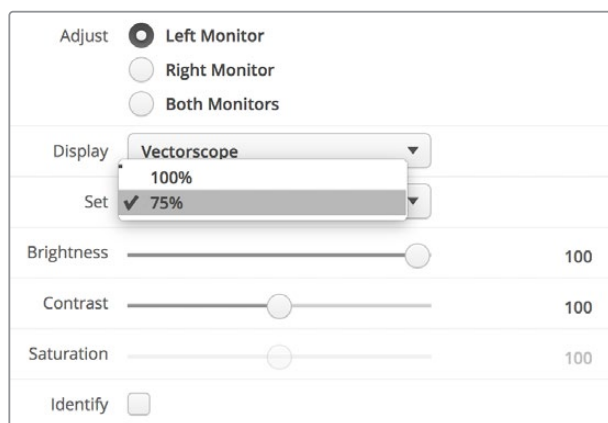 Adjust Left Monitor
Right Monitor
Both Monitors
Display Vectorscope
100%
Set 75%
Brightness 100
Contrast 100
Saturation 100
Identify